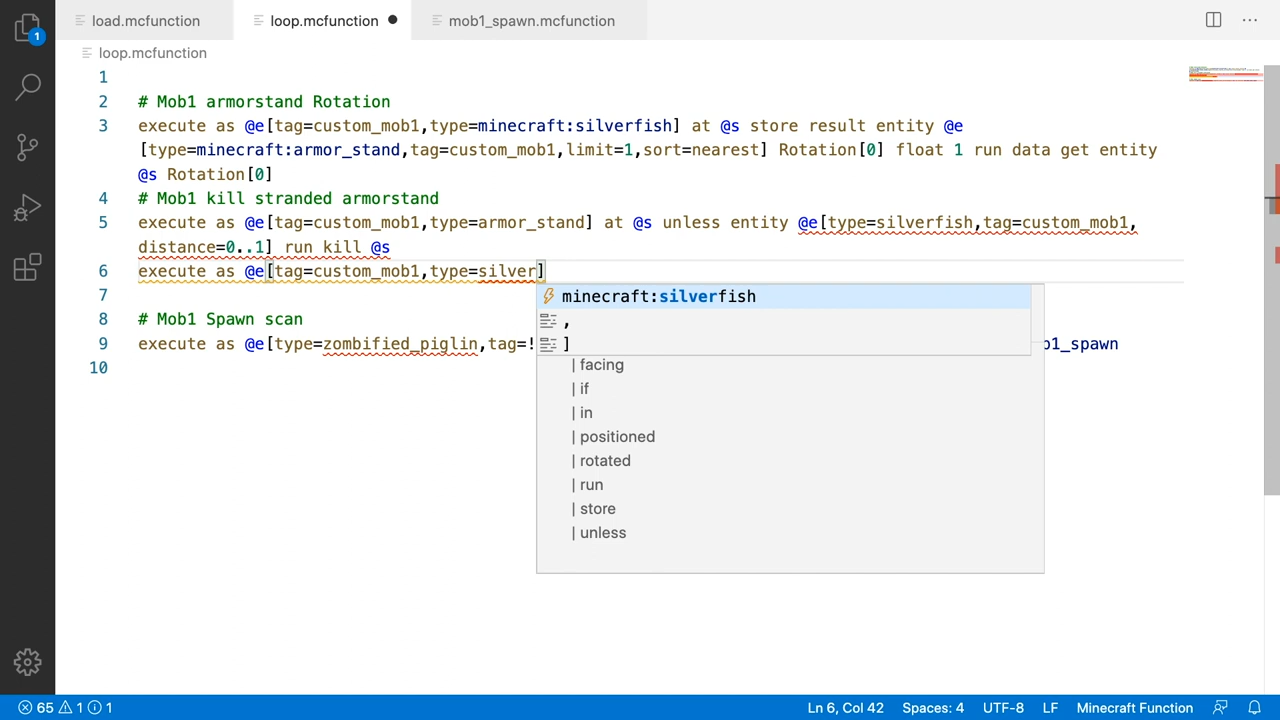 1
load.mcfunction
loop.mcfunction
mob1_spawn.mcfunction
loop.mcfunction
1
2 # Mob1 armorstand Rotation
3 execute as @e[tag=custom_mob1,type=minecraft:silverfish] at @s store result entity @e
[type=minecraft:armor_stand,tag=custom_mob1,limit=1,sort=nearest] Rotation[0] float 1 run data get entity
@s Rotation[0]
4 # Mob1 kill stranded armorstand
5 execute as @e[tag=custom_mob1,type=armor_stand] at @s unless entity @e[type=silverfish,tag=custom_mob1,
distance=0..1] run kill @s
6 execute as @e[tag=custom_mob1,type=silver]
7
minecraft:silverfish
8 # Mob1 Spawn scan
,
9 execute as @e[type=zombified_piglin,tag=! ] b1_spawn
10
| facing
| if
| in
| positioned
| rotated
| run
| store
| unless
65 1 1
Ln 6, Col 42
Spaces: 4
UTF-8
LF
Minecraft Function